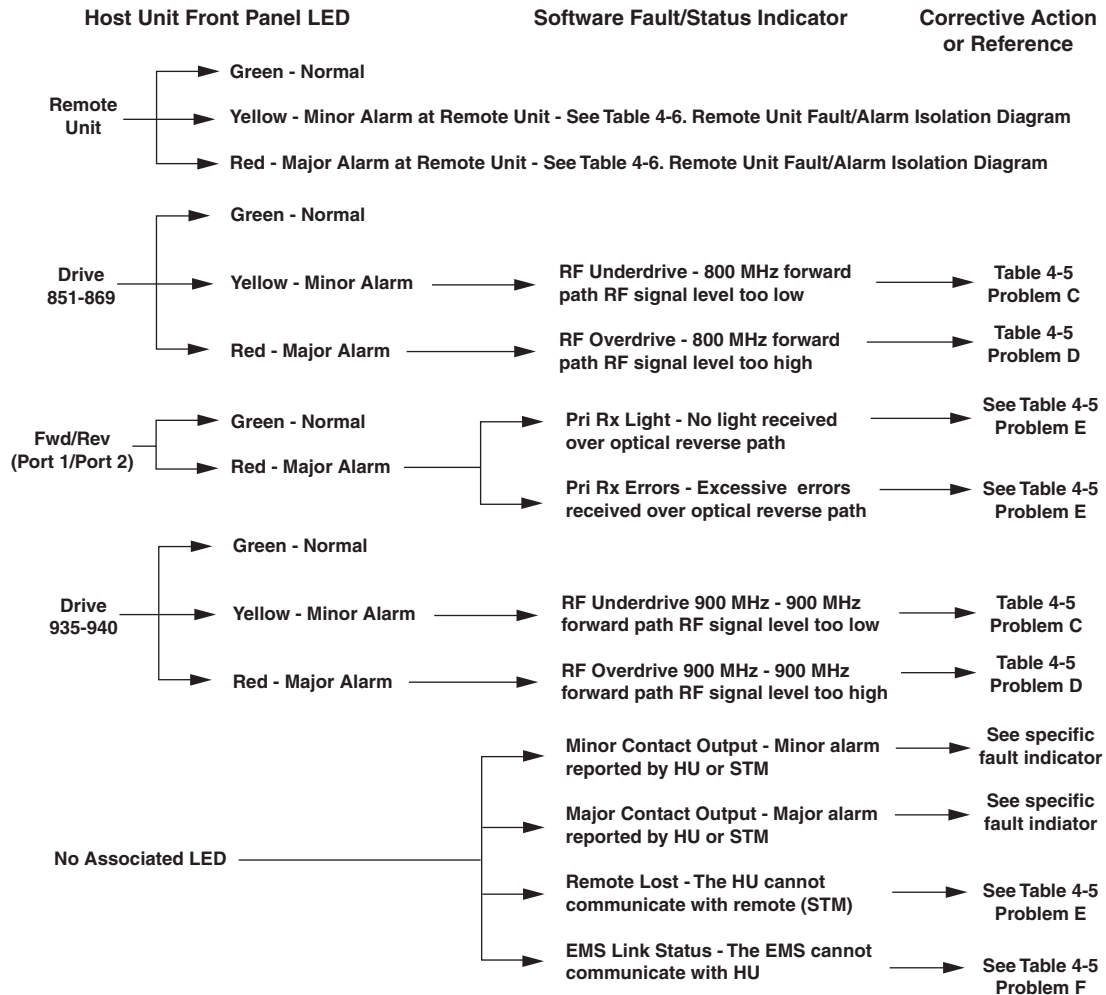 Host Unit Front Panel LED
Software Fault/Status Indicator
Corrective Action
or Reference
Remote
Unit
Green - Normal
Yellow - Minor Alarm at Remote Unit - See Table 4-6. Remote Unit Fault/Alarm Isolation Diagram
Red - Major Alarm at Remote Unit - See Table 4-6. Remote Unit Fault/Alarm Isolation Diagram
Drive
851-869
Green - Normal
Yellow - Minor Alarm
RF Underdrive - 800 MHz forward
path RF signal level too low
Table 4-5
Problem C
Red - Major Alarm
RF Overdrive - 800 MHz forward
path RF signal level too high
Table 4-5
Problem D
Fwd/Rev
(Port 1/Port 2)
Green - Normal
Red - Major Alarm
Pri Rx Light - No light received
over optical reverse path
See Table 4-5
Problem E
Pri Rx Errors - Excessive errors
received over optical reverse path
See Table 4-5
Problem E
Drive
935-940
Green - Normal
Yellow - Minor Alarm
RF Underdrive 900 MHz - 900 MHz
forward path RF signal level too low
Table 4-5
Problem C
Red - Major Alarm
RF Overdrive 900 MHz - 900 MHz
forward path RF signal level too high
Table 4-5
Problem D
No Associated LED
Minor Contact Output - Minor alarm
reported by HU or STM
See specific
fault indicator
Major Contact Output - Major alarm
reported by HU or STM
See specific
fault indiator
Remote Lost - The HU cannot
communicate with remote (STM)
See Table 4-5
Problem E
EMS Link Status - The EMS cannot
communicate with HU
See Table 4-5
Problem F